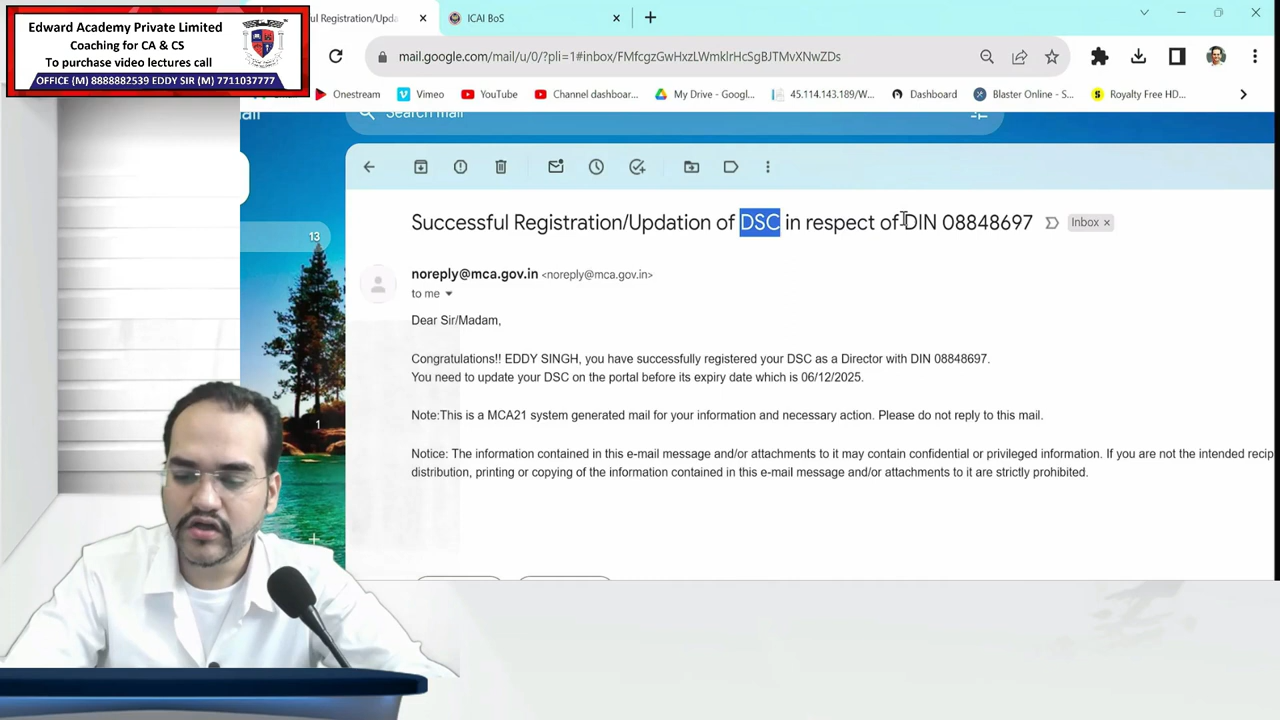 Edward Academy Private Limited
Coaching for CA & CS
To purchase video lectures call
OFFICE (M) 8888882539 EDDY SIR (M) 7711037777
ul Registration/Upda
ICAI BoS
mail.google.com/mail/u/0/?pli=1#inbox/FMfcgzGwHxzLWmklrHcSgBJTMvXNWZDs
Onestream
Vimeo
YouTube
Channel dashboar...
My Drive - Googl...
45.114.143.189/W...
Dashboard
Blaster Online - S...
Royalty Free HD...
ail
Search mail
13
1
Successful Registration/Updation of DSC in respect of DIN 08848697
Inbox ×
noreply@mca.gov.in <noreply@mca.gov.in>
to me
Dear Sir/Madam,
Congratulations!! EDDY SINGH, you have successfully registered your DSC as a Director with DIN 08848697.
You need to update your DSC on the portal before its expiry date which is 06/12/2025.
Note:This is a MCA21 system generated mail for your information and necessary action. Please do not reply to this mail.
Notice: The information contained in this e-mail message and/or attachments to it may contain confidential or privileged information. If you are not the intended recip
distribution, printing or copying of the information contained in this e-mail message and/or attachments to it are strictly prohibited.